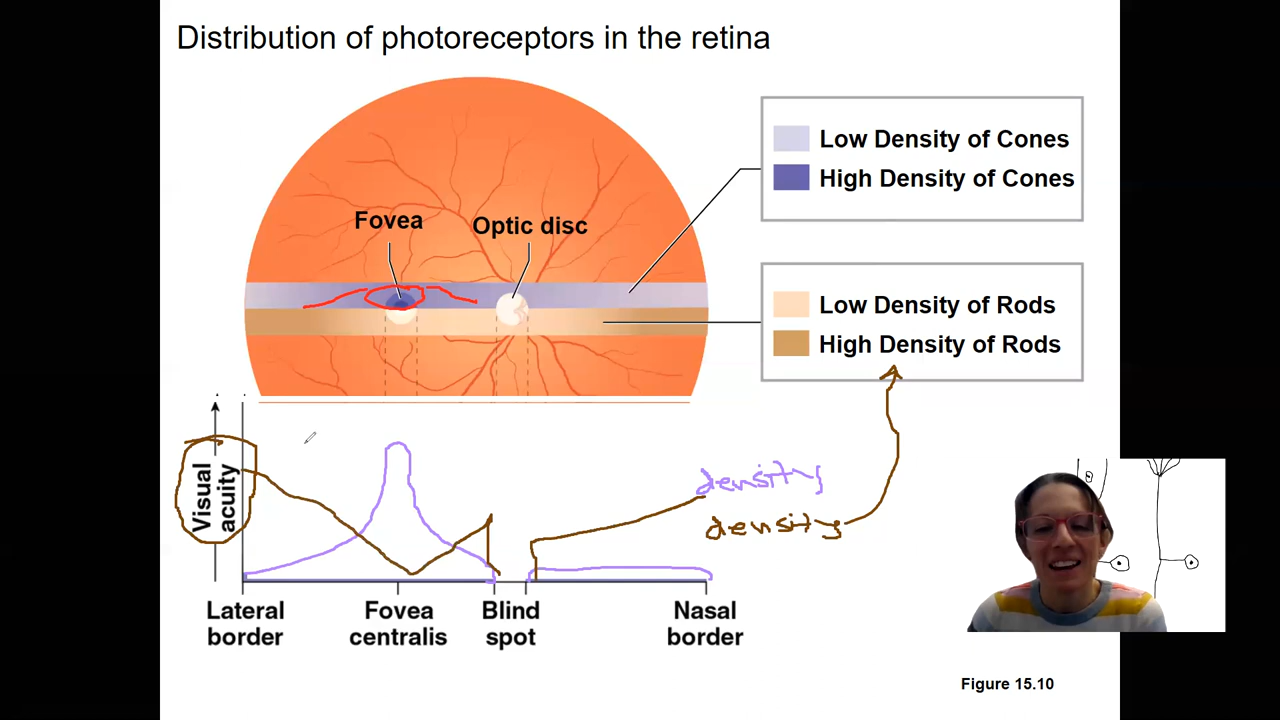 Distribution of photoreceptors in the retina
Low Density of Cones
High Density of Cones
Fovea
Optic disc
Low Density of Rods
High Density of Rods
Visual
acuity
density
density
Lateral
border
Fovea
centralis
Blind
spot
Nasal
border
Figure 15.10